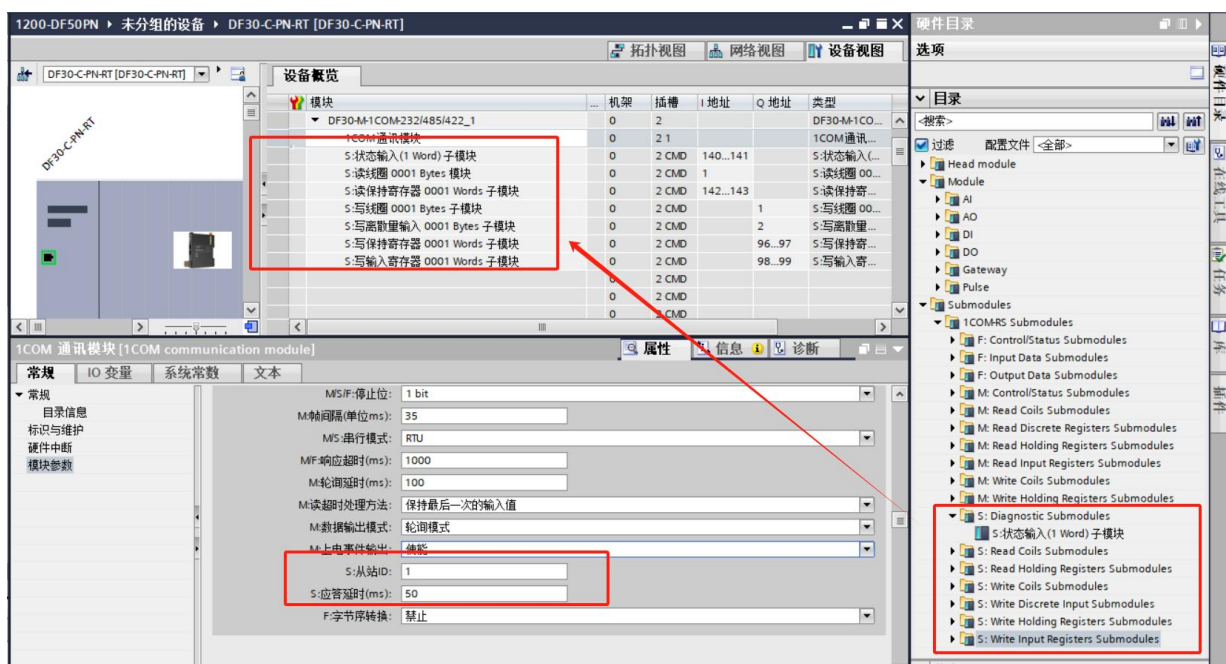 1200-DF50PN ▸ 未分组的设备 ▸ DF30-C-PN-RT [DF30-C-PN-RT]
拓扑视图 网络视图 设备视图
DF30-C-PN-RT [DF30-C-PN-RT]
DF30-C-PN-RT
设备概览
模块 ... 机架 插槽 I 地址 Q 地址 类型
DF30-M-1COM-232/485/422_1 0 2 DF30-M-1CO...
1COM 通讯模块 0 2 1 1COM 通讯...
S:状态输入(1 Word) 子模块 0 2 CMD 140...141 S:状态输入(...
S:读线圈 0001 Bytes 模块 0 2 CMD 1 S:读线圈 00...
S:读保持寄存器 0001 Words 子模块 0 2 CMD 142...143 S:读保持寄...
S:写线圈 0001 Bytes 子模块 0 2 CMD 1 S:写线圈 00...
S:写离散量输入 0001 Bytes 子模块 0 2 CMD 2 S:写离散量...
S:写保持寄存器 0001 Words 子模块 0 2 CMD 96...97 S:写保持寄...
S:写输入寄存器 0001 Words 子模块 0 2 CMD 98...99 S:写输入寄...
0 2 CMD
0 2 CMD
0 2 CMD
1COM 通讯模块 [1COM communication module]
属性 信息 诊断
常规 IO 变量 系统常数 文本
常规
目录信息
标识与维护
硬件中断
模块参数
M/S/F:停止位: 1 bit
M:帧间隔(单位ms): 35
M/S:串行模式: RTU
M/F:响应超时(ms): 1000
M:轮询延时(ms): 100
M:读超时处理方法: 保持最后一次的输入值
M:数据输出模式: 轮询模式
M:上电事件输出: 使能
S:从站ID: 1
S:应答延时(ms): 50
F:字节序转换: 禁止
硬件目录
选项
目录
<搜索>
过滤 配置文件 <全部>
Head module
Module
AI
AO
DI
DO
Gateway
Pulse
Submodules
1COM-RS Submodules
F: Control/Status Submodules
F: Input Data Submodules
F: Output Data Submodules
M: Control/Status Submodules
M: Read Coils Submodules
M: Read Discrete Registers Submodules
M: Read Holding Registers Submodules
M: Read Input Registers Submodules
M: Write Coils Submodules
M: Write Holding Registers Submodules
S: Diagnostic Submodules
S:状态输入(1 Word) 子模块
S: Read Coils Submodules
S: Read Holding Registers Submodules
S: Write Coils Submodules
S: Write Discrete Input Submodules
S: Write Holding Registers Submodules
S: Write Input Registers Submodules
在线工具
任务